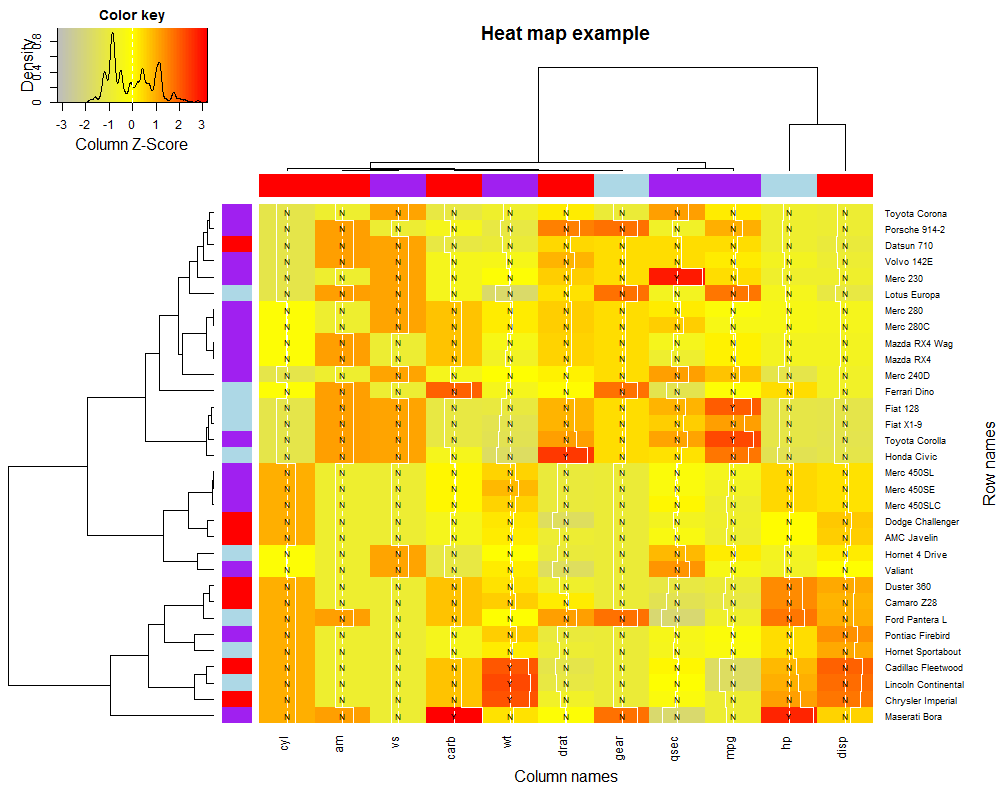 Color key
Heat map example
Density
0 0.4 0.8
-3 -2 -1 0 1 2 3
Column Z-Score
N N N N N N N N N N N Toyota Corona
N N N N N N N N N N N Porsche 914-2
N N N N N N N N N N N Datsun 710
N N N N N N N N N N N Volvo 142E
N N N N N N N Y N N N Merc 230
N N N N N N N N N N N Lotus Europa
N N N N N N N N N N N Merc 280
N N N N N N N N N N N Merc 280C
N N N N N N N N N N N Mazda RX4 Wag
N N N N N N N N N N N Mazda RX4
N N N N N N N N N N N Merc 240D
N N N N N N N N N N N Ferrari Dino
N N N N N N N N Y N N Fiat 128
N N N N N N N N N N N Fiat X1-9
N N N N N N N N Y N N Toyota Corolla
N N N N N Y N N N N N Honda Civic
N N N N N N N N N N N Merc 450SL
N N N N N N N N N N N Merc 450SE
N N N N N N N N N N N Merc 450SLC
N N N N N N N N N N N Dodge Challenger
N N N N N N N N N N N AMC Javelin
N N N N N N N N N N N Hornet 4 Drive
N N N N N N N N N N N Valiant
N N N N N N N N N N N Duster 360
N N N N N N N N N N N Camaro Z28
N N N N N N N N N N N Ford Pantera L
N N N N N N N N N N N Pontiac Firebird
N N N N N N N N N N N Hornet Sportabout
N N N N Y N N N N N N Cadillac Fleetwood
N N N N Y N N N N N N Lincoln Continental
N N N N Y N N N N N N Chrysler Imperial
N N N Y N N N N N Y N Maserati Bora
Row names
cyl am vs carb wt drat gear qsec mpg hp disp
Column names